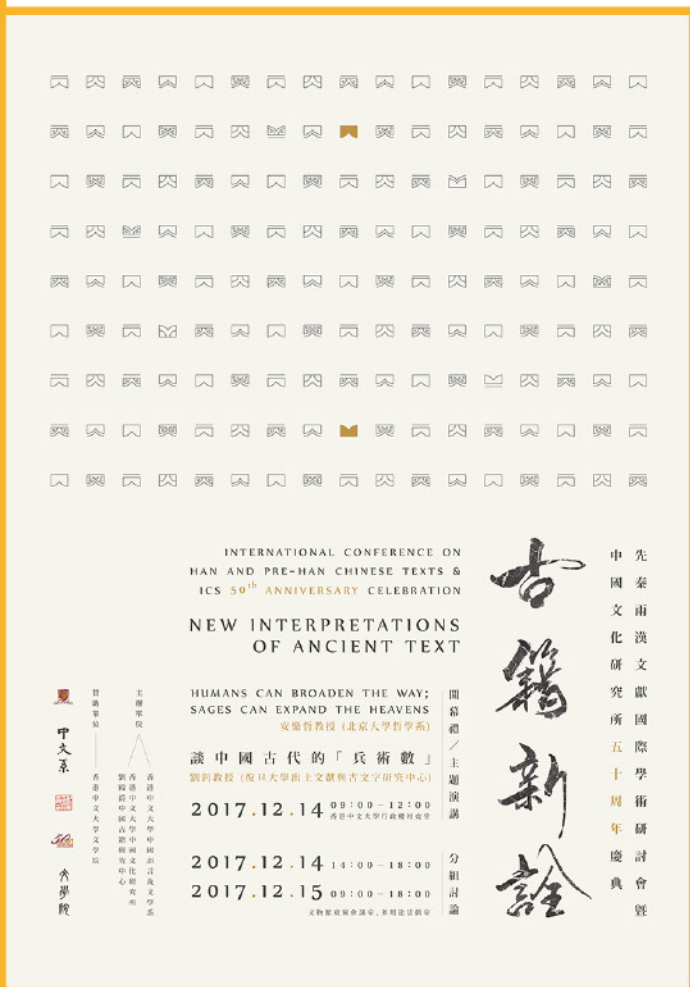 INTERNATIONAL CONFERENCE ON
HAN AND PRE-HAN CHINESE TEXTS &
ICS 50th ANNIVERSARY CELEBRATION
NEW INTERPRETATIONS
OF ANCIENT TEXT
先秦兩漢文獻國際學術研討會暨
中國文化研究所五十周年慶典
古籍新詮
HUMANS CAN BROADEN THE WAY;
SAGES CAN EXPAND THE HEAVENS
安樂哲教授 (北京大學哲學系)
談中國古代的「兵術數」
劉釗教授 (復旦大學出土文獻與古文字研究中心)
開幕禮／主題演講
2017.12.14 09:00-12:00
香港中文大學行政樓祖堯堂
分組討論
2017.12.14 14:00-18:00
2017.12.15 09:00-18:00
主辦單位
香港中文大學中國語言及文學系
香港中文大學中國文化研究所
劉殿爵中國古籍研究中心
贊助單位
香港中文大學文學院
中文系
50
文學院